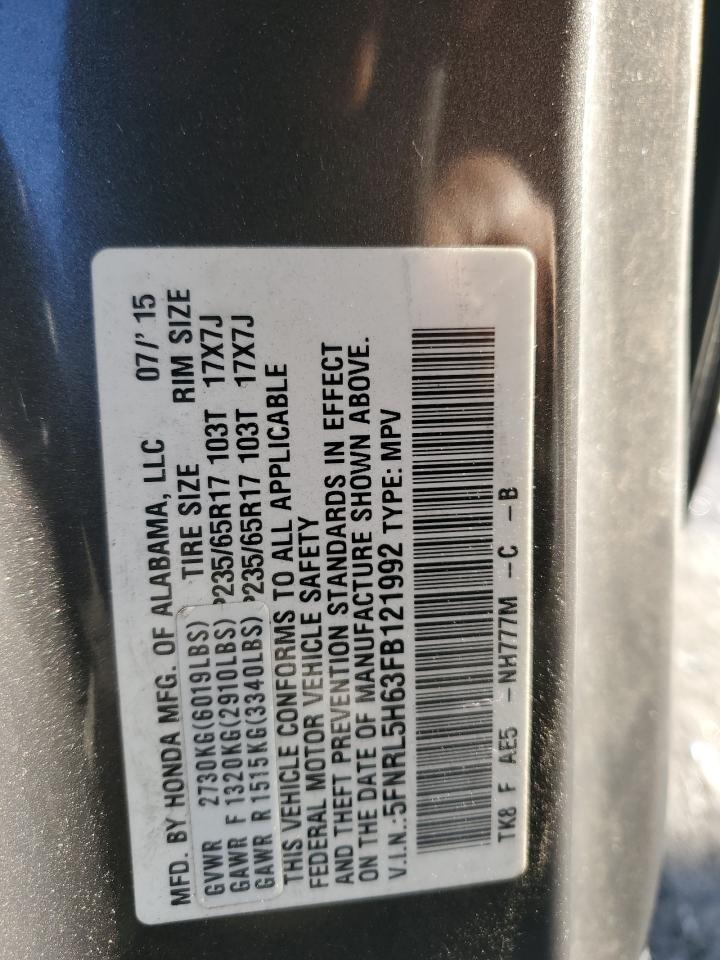 MFD. BY HONDA MFG. OF ALABAMA, LLC 07/' 15
TIRE SIZE RIM SIZE
GVWR 2730KG(6019LBS)
GAWR F 1320KG(2910LBS) P235/65R17 103T 17X7J
GAWR R 1515KG(3340LBS) P235/65R17 103T 17X7J
THIS VEHICLE CONFORMS TO ALL APPLICABLE
FEDERAL MOTOR VEHICLE SAFETY
AND THEFT PREVENTION STANDARDS IN EFFECT
ON THE DATE OF MANUFACTURE SHOWN ABOVE.
V.I.N.:5FNRL5H63FB121992 TYPE: MPV
TK8 F AE5 -NH777M -C -B